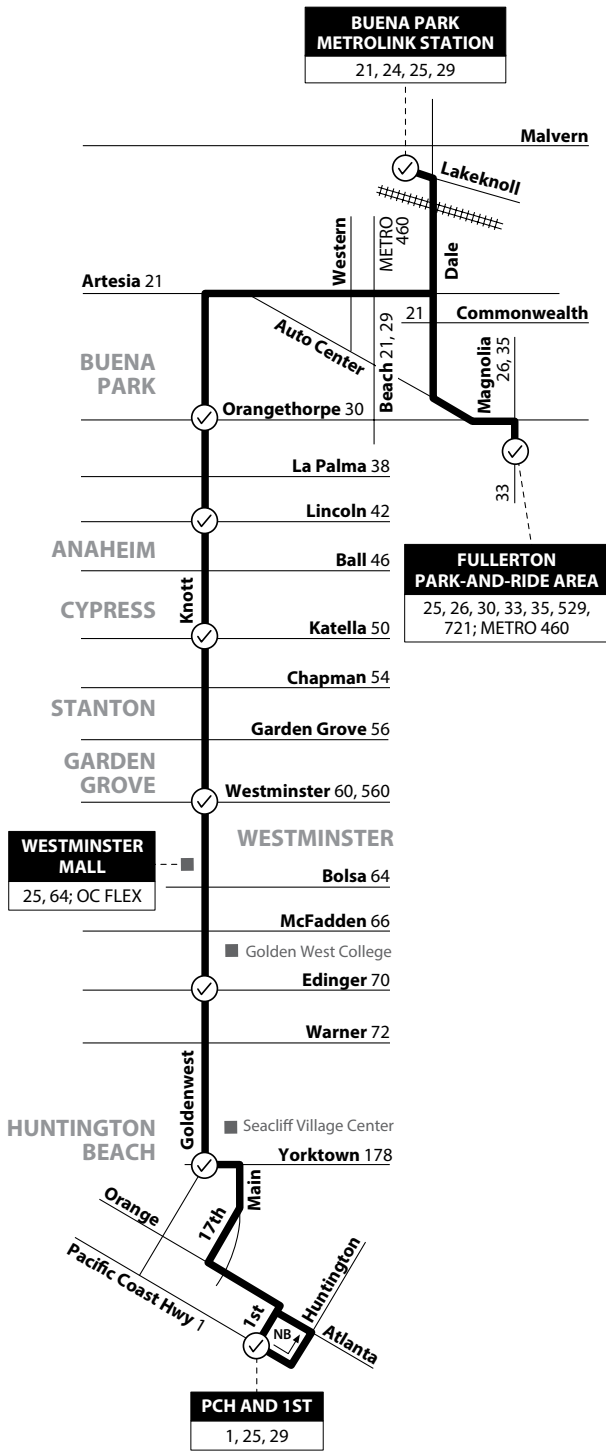 BUENA PARK
METROLINK STATION
21, 24, 25, 29
Malvern
Lakeknoll
METRO
460
Western
Dale
Artesia 21
21
Commonwealth
Auto Center
Beach 21, 29
Magnolia
26, 35
BUENA
PARK
Orangethorpe 30
La Palma 38
33
Lincoln 42
ANAHEIM
Ball 46
FULLERTON
PARK-AND-RIDE AREA
25, 26, 30, 33, 35, 529,
721; METRO 460
Knott
CYPRESS
Katella 50
Chapman 54
STANTON
Garden Grove 56
GARDEN
GROVE
Westminster 60, 560
WESTMINSTER
WESTMINSTER
MALL
25, 64; OC FLEX
Bolsa 64
McFadden 66
Golden West College
Edinger 70
Warner 72
Goldenwest
Seacliff Village Center
HUNTINGTON
BEACH
Yorktown 178
Main
Orange
17th
Pacific Coast Hwy 1
Huntington
1st
NB
Atlanta
PCH AND 1ST
1, 25, 29